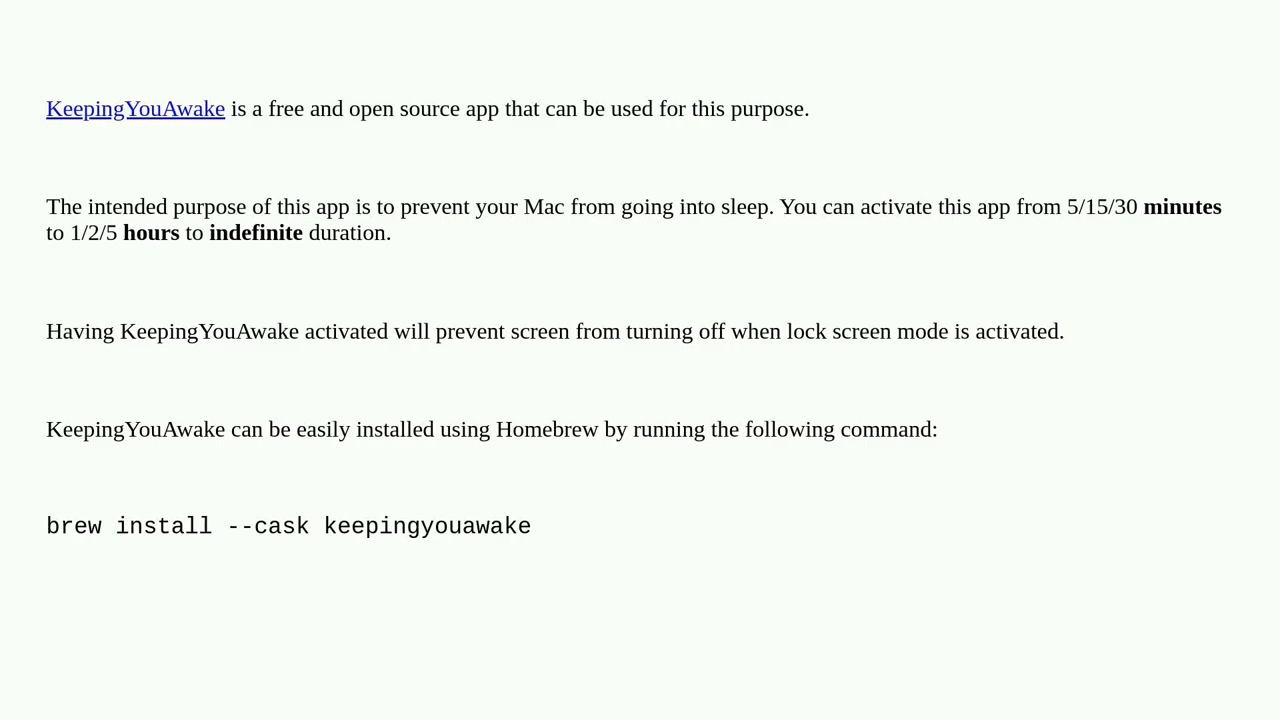 KeepingYouAwake is a free and open source app that can be used for this purpose.
The intended purpose of this app is to prevent your Mac from going into sleep. You can activate this app from 5/15/30 minutes
to 1/2/5 hours to indefinite duration.
Having KeepingYouAwake activated will prevent screen from turning off when lock screen mode is activated.
KeepingYouAwake can be easily installed using Homebrew by running the following command:
brew install --cask keepingyouawake